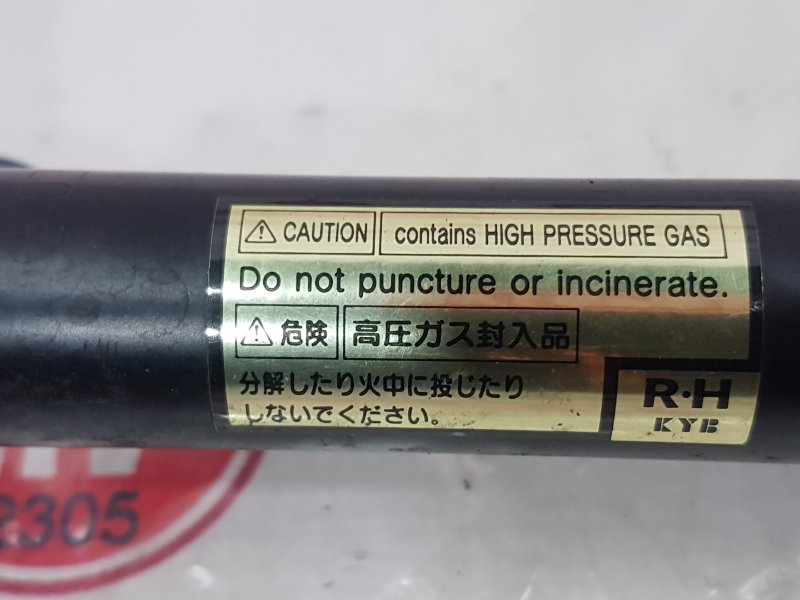 ⚠ CAUTION contains HIGH PRESSURE GAS
Do not puncture or incinerate.
⚠ 危険 高圧ガス封入品
分解したり火中に投じたり
しないでください。
R·H
KYB
2305